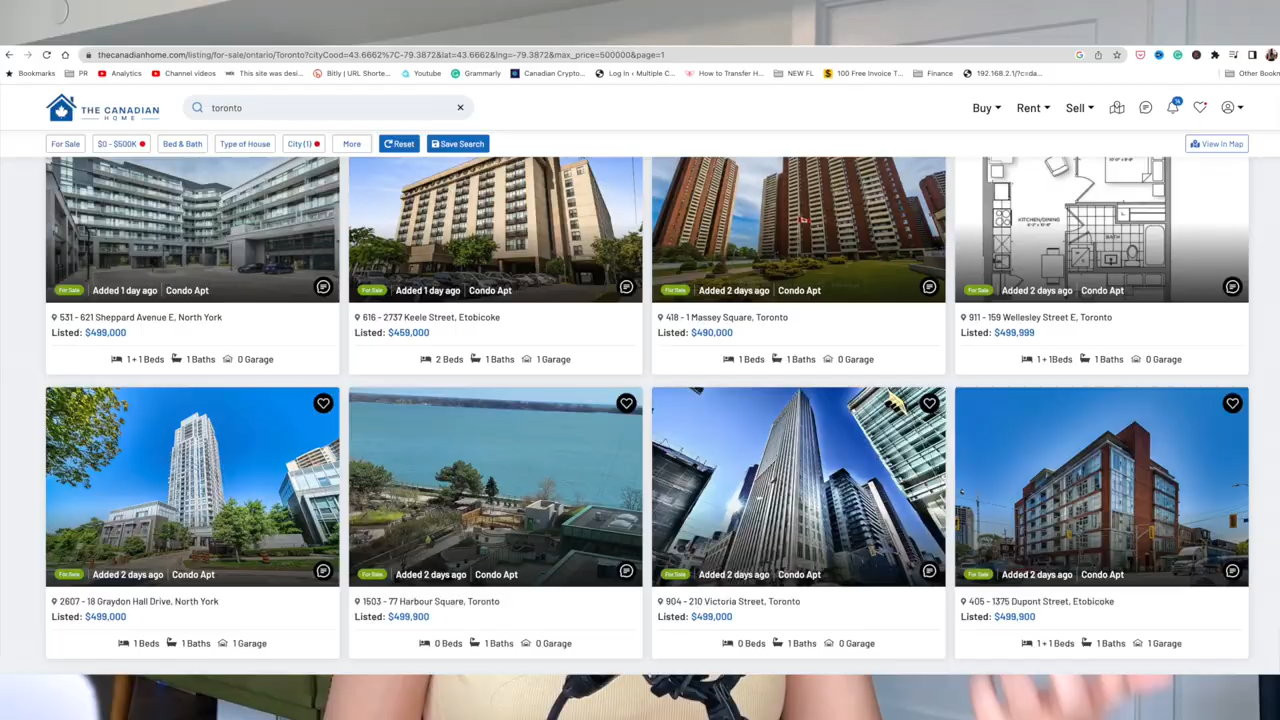 thecanadianhome.com/listing/for-sale/ontario/Toronto?cityCood=43.6662%7C-79.3872&lat=43.6662&lng=-79.3872&max_price=500000&page=1
Bookmarks PR Analytics Channel videos This site was desi... Bitly | URL Shorte... Youtube Grammarly Canadian Crypto... Log In ‹ Multiple C... How to Transfer H... NEW FL 100 Free Invoice T... Finance 192.168.2.1/?c=da... Other Bookm
THE CANADIAN
HOME
toronto
Buy Rent Sell
14
For Sale $0 - $500K Bed & Bath Type of House City (1) More Reset Save Search View In Map
For Sale Added 1 day ago Condo Apt
531 - 621 Sheppard Avenue E, North York
Listed: $499,000
1 + 1 Beds 1 Baths 0 Garage
For Sale Added 1 day ago Condo Apt
616 - 2737 Keele Street, Etobicoke
Listed: $459,000
2 Beds 1 Baths 1 Garage
For Sale Added 2 days ago Condo Apt
418 - 1 Massey Square, Toronto
Listed: $490,000
1 Beds 1 Baths 0 Garage
KITCHEN/DINING
BATH
For Sale Added 2 days ago Condo Apt
911 - 159 Wellesley Street E, Toronto
Listed: $499,999
1 + 1Beds 1 Baths 0 Garage
For Sale Added 2 days ago Condo Apt
2607 - 18 Graydon Hall Drive, North York
Listed: $499,000
1 Beds 1 Baths 1 Garage
For Sale Added 2 days ago Condo Apt
1503 - 77 Harbour Square, Toronto
Listed: $499,900
0 Beds 1 Baths 0 Garage
For Sale Added 2 days ago Condo Apt
904 - 210 Victoria Street, Toronto
Listed: $499,000
0 Beds 1 Baths 0 Garage
For Sale Added 2 days ago Condo Apt
405 - 1375 Dupont Street, Etobicoke
Listed: $499,900
1 + 1 Beds 1 Baths 1 Garage